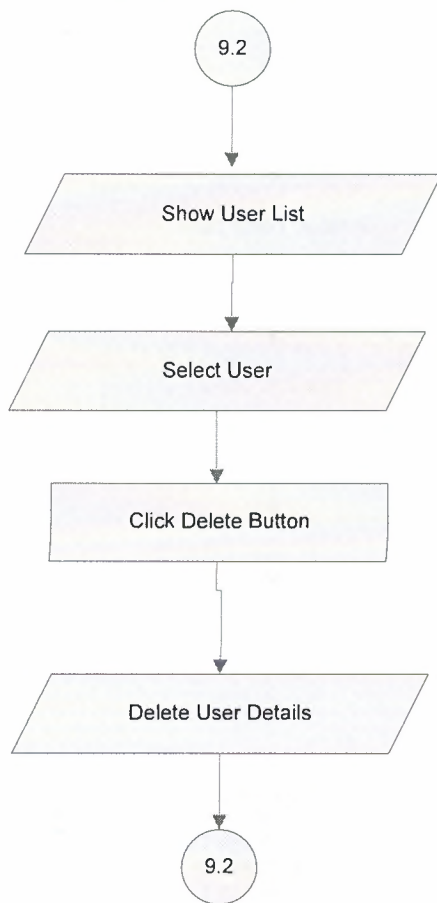 9.2
Show User List
Select User
Click Delete Button
Delete User Details
9.2